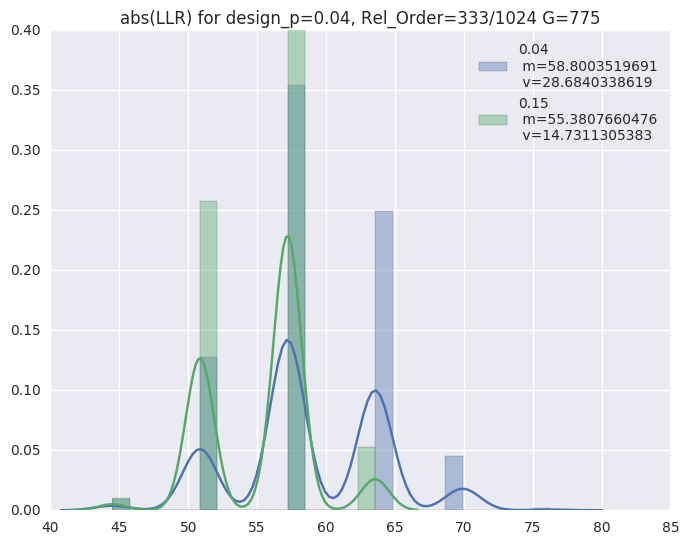 abs(LLR) for design_p=0.04, Rel_Order=333/1024 G=775
0.40
0.35
0.30
0.25
0.20
0.15
0.10
0.05
0.00
0.04
m=58.8003519691
v=28.6840338619
0.15
m=55.3807660476
v=14.7311305383
40 45 50 55 60 65 70 75 80 85